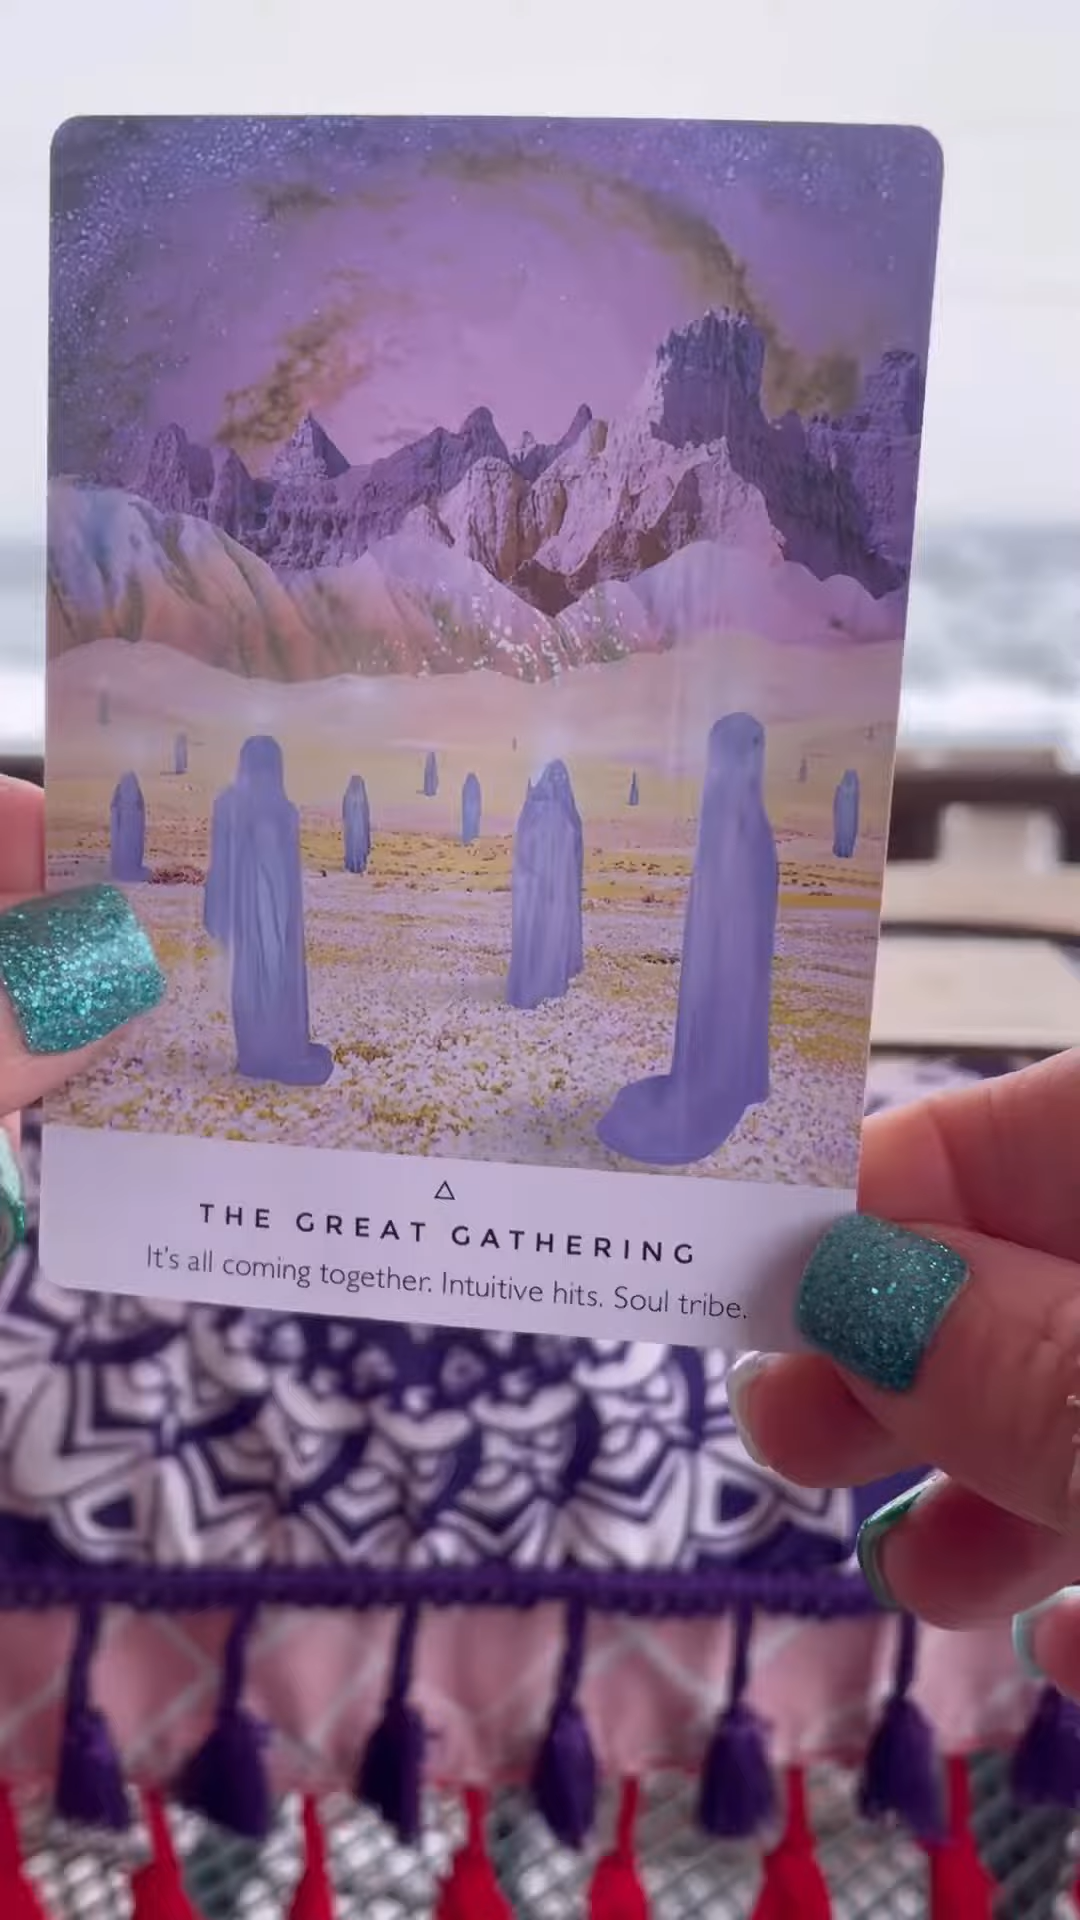 THE GREAT GATHERING
It's all coming together. Intuitive hits. Soul tribe.